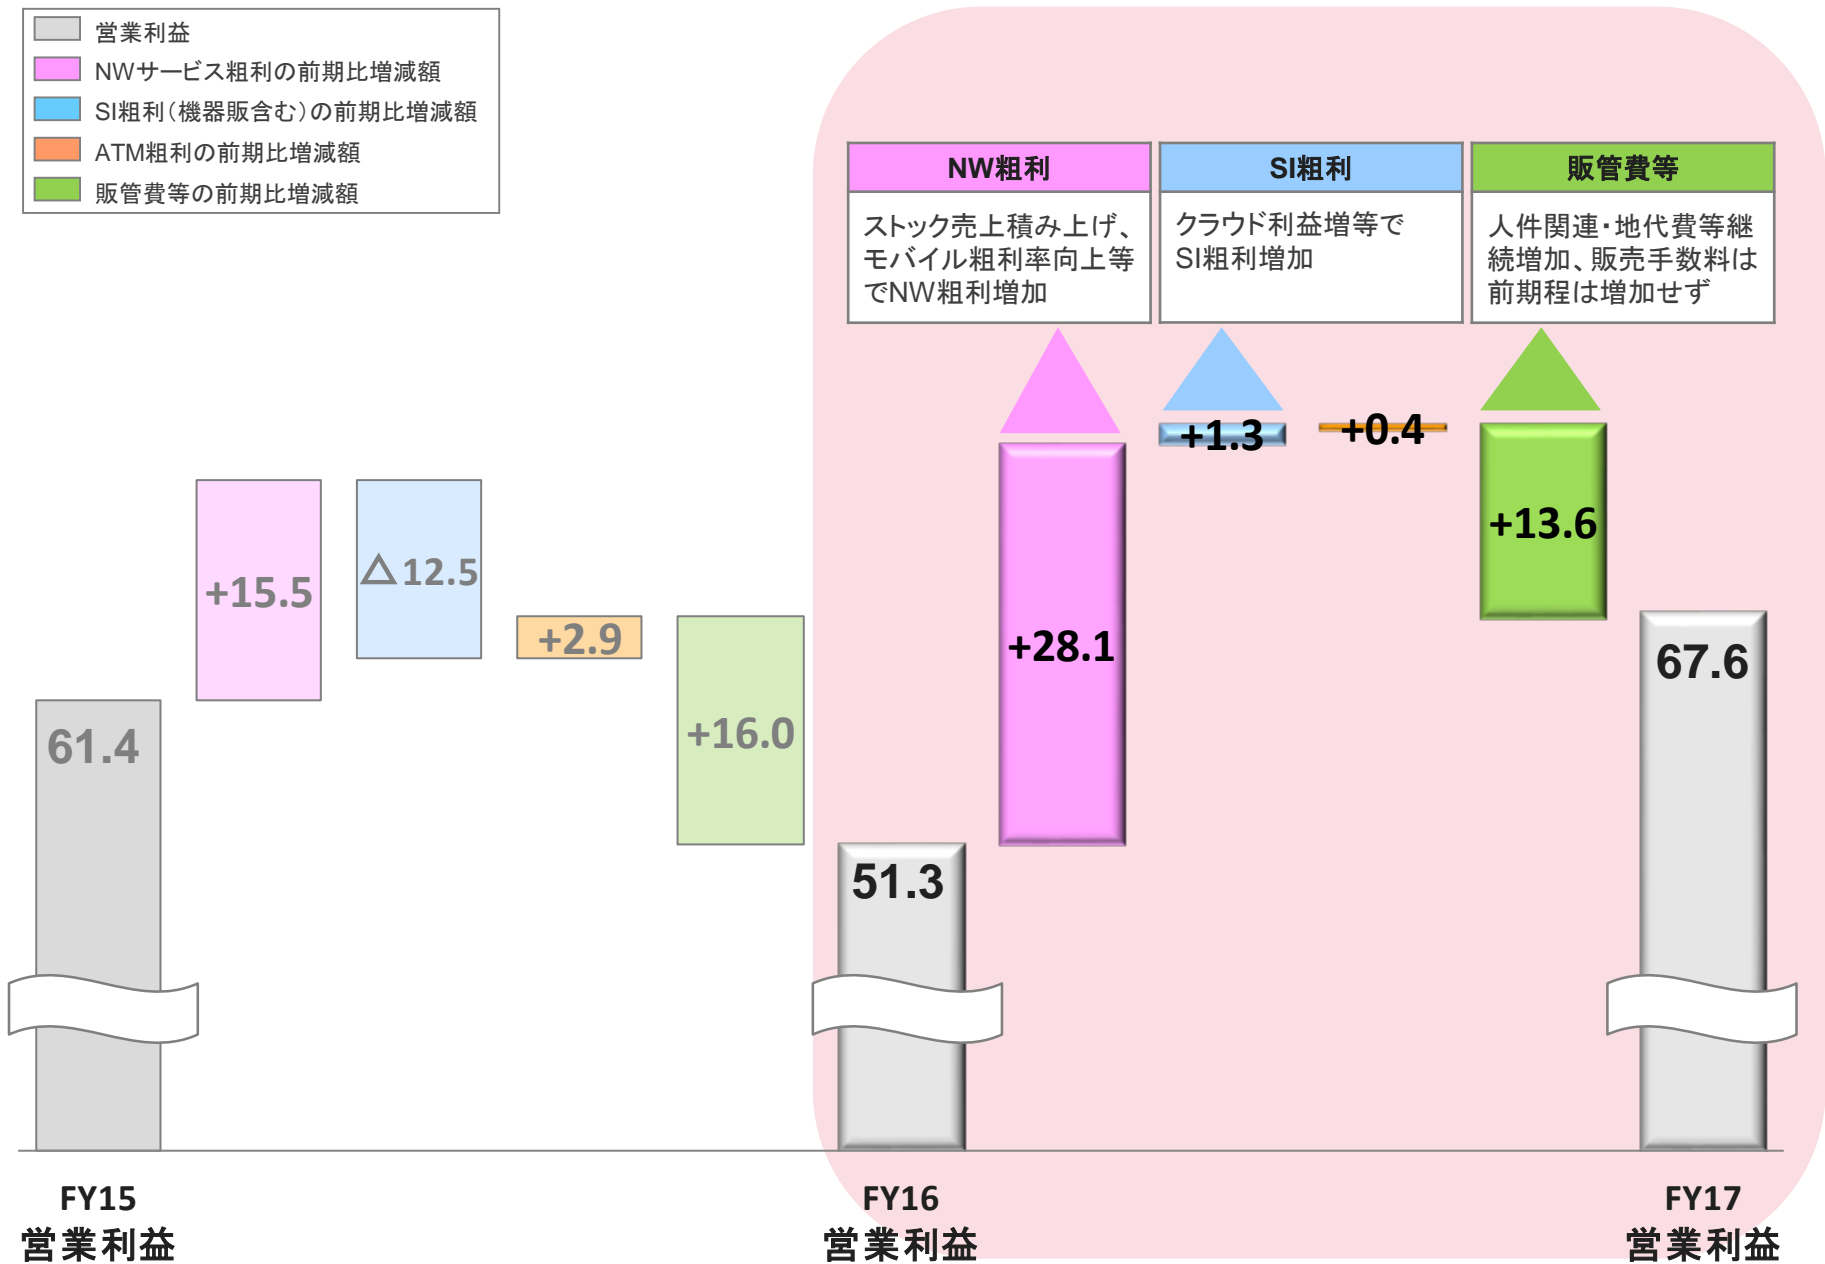 営業利益
NWサービス粗利の前期比増減額
SI粗利（機器販含む）の前期比増減額
ATM粗利の前期比増減額
販管費等の前期比増減額
NW粗利
ストック売上積み上げ、
モバイル粗利率向上等
でNW粗利増加
SI粗利
クラウド利益増等で
SI粗利増加
販管費等
人件関連・地代費等継
続増加、販売手数料は
前期程は増加せず
61.4
+15.5
△12.5
+2.9
+16.0
51.3
+28.1
+1.3
+0.4
+13.6
67.6
FY15
営業利益
FY16
営業利益
FY17
営業利益